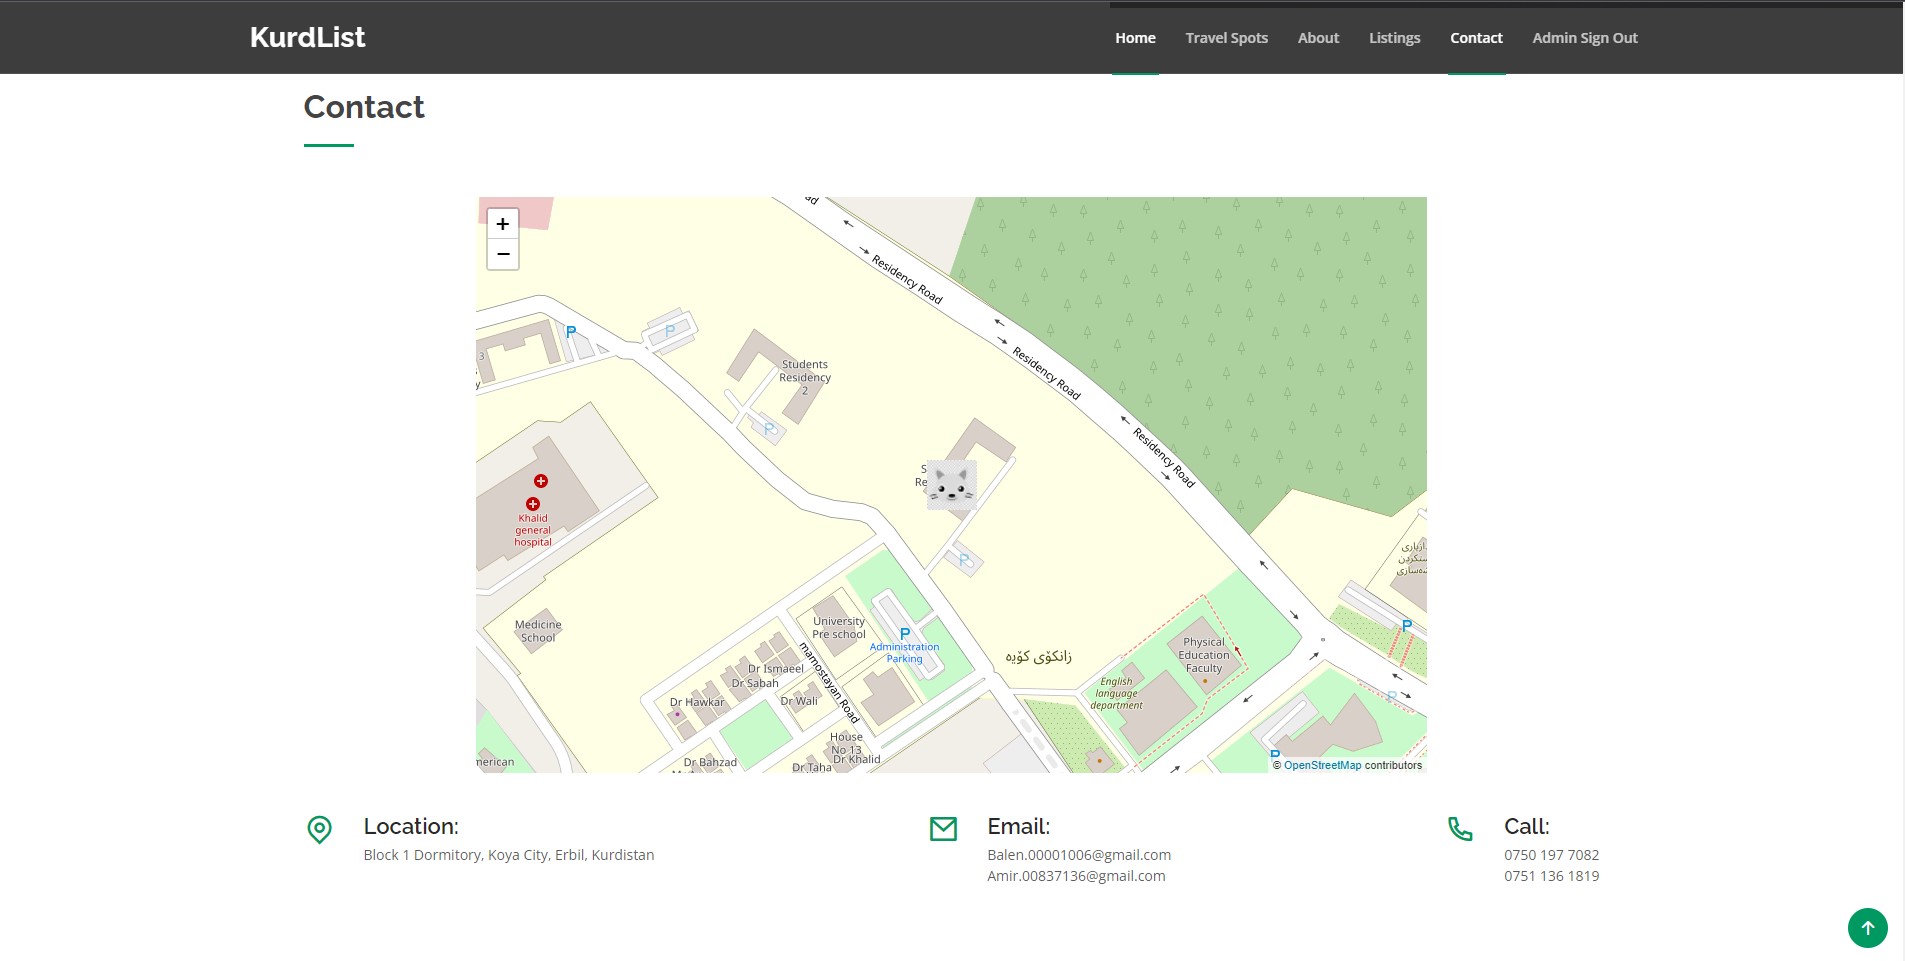 KurdList
Home Travel Spots About Listings Contact Admin Sign Out
Contact
+
−
Residency Road
Residency Road
Residency Road
P
P
3
Students
Residency
2
P
Khalid
general
hospital
P
Medicine
School
University
Pre school
P
Administration
Parking
mamostayan Road
Dr Ismaeel
Dr Sabah
Dr Wali
Dr Hawkar
House
No 13
Dr Khalid
Dr Bahzad
Dr Taha
زانکۆی کۆیە
Physical
Education
Faculty
English
language
department
P
P
P
© OpenStreetMap contributors
Location:
Block 1 Dormitory, Koya City, Erbil, Kurdistan
Email:
Balen.00001006@gmail.com
Amir.00837136@gmail.com
Call:
0750 197 7082
0751 136 1819